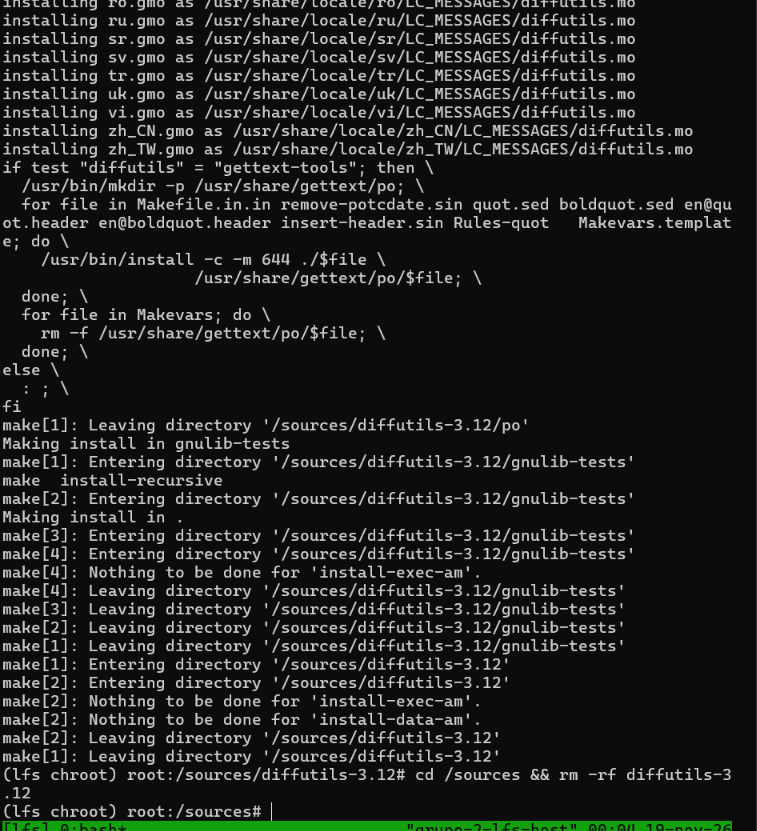 installing ro.gmo as /usr/share/locale/ro/LC_MESSAGES/diffutils.mo
installing ru.gmo as /usr/share/locale/ru/LC_MESSAGES/diffutils.mo
installing sr.gmo as /usr/share/locale/sr/LC_MESSAGES/diffutils.mo
installing sv.gmo as /usr/share/locale/sv/LC_MESSAGES/diffutils.mo
installing tr.gmo as /usr/share/locale/tr/LC_MESSAGES/diffutils.mo
installing uk.gmo as /usr/share/locale/uk/LC_MESSAGES/diffutils.mo
installing vi.gmo as /usr/share/locale/vi/LC_MESSAGES/diffutils.mo
installing zh_CN.gmo as /usr/share/locale/zh_CN/LC_MESSAGES/diffutils.mo
installing zh_TW.gmo as /usr/share/locale/zh_TW/LC_MESSAGES/diffutils.mo
if test "diffutils" = "gettext-tools"; then \
  /usr/bin/mkdir -p /usr/share/gettext/po; \
  for file in Makefile.in.in remove-potcdate.sin quot.sed boldquot.sed en@qu
ot.header en@boldquot.header insert-header.sin Rules-quot   Makevars.templat
e; do \
    /usr/bin/install -c -m 644 ./$file \
                    /usr/share/gettext/po/$file; \
  done; \
  for file in Makevars; do \
    rm -f /usr/share/gettext/po/$file; \
  done; \
else \
  : ; \
fi
make[1]: Leaving directory '/sources/diffutils-3.12/po'
Making install in gnulib-tests
make[1]: Entering directory '/sources/diffutils-3.12/gnulib-tests'
make  install-recursive
make[2]: Entering directory '/sources/diffutils-3.12/gnulib-tests'
Making install in .
make[3]: Entering directory '/sources/diffutils-3.12/gnulib-tests'
make[4]: Entering directory '/sources/diffutils-3.12/gnulib-tests'
make[4]: Nothing to be done for 'install-exec-am'.
make[4]: Leaving directory '/sources/diffutils-3.12/gnulib-tests'
make[3]: Leaving directory '/sources/diffutils-3.12/gnulib-tests'
make[2]: Leaving directory '/sources/diffutils-3.12/gnulib-tests'
make[1]: Leaving directory '/sources/diffutils-3.12/gnulib-tests'
make[1]: Entering directory '/sources/diffutils-3.12'
make[2]: Entering directory '/sources/diffutils-3.12'
make[2]: Nothing to be done for 'install-exec-am'.
make[2]: Nothing to be done for 'install-data-am'.
make[2]: Leaving directory '/sources/diffutils-3.12'
make[1]: Leaving directory '/sources/diffutils-3.12'
(lfs chroot) root:/sources/diffutils-3.12# cd /sources && rm -rf diffutils-3
.12
(lfs chroot) root:/sources#
[lfs] 0:bash* "grupo-2-lfs-host" 00:04 19-nov-26